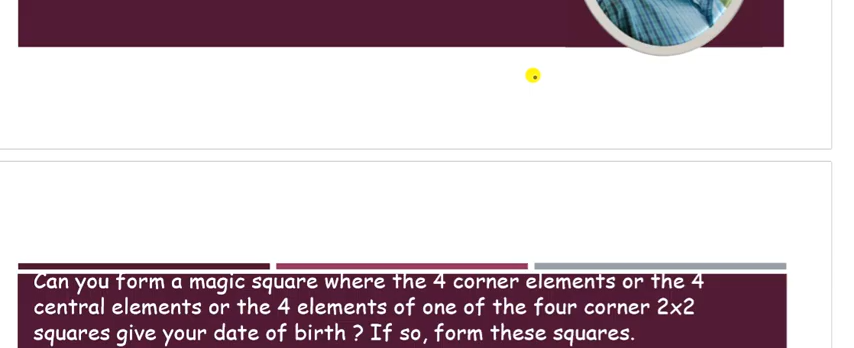 Can you form a magic square where the 4 corner elements or the 4
central elements or the 4 elements of one of the four corner 2x2
squares give your date of birth ? If so, form these squares.